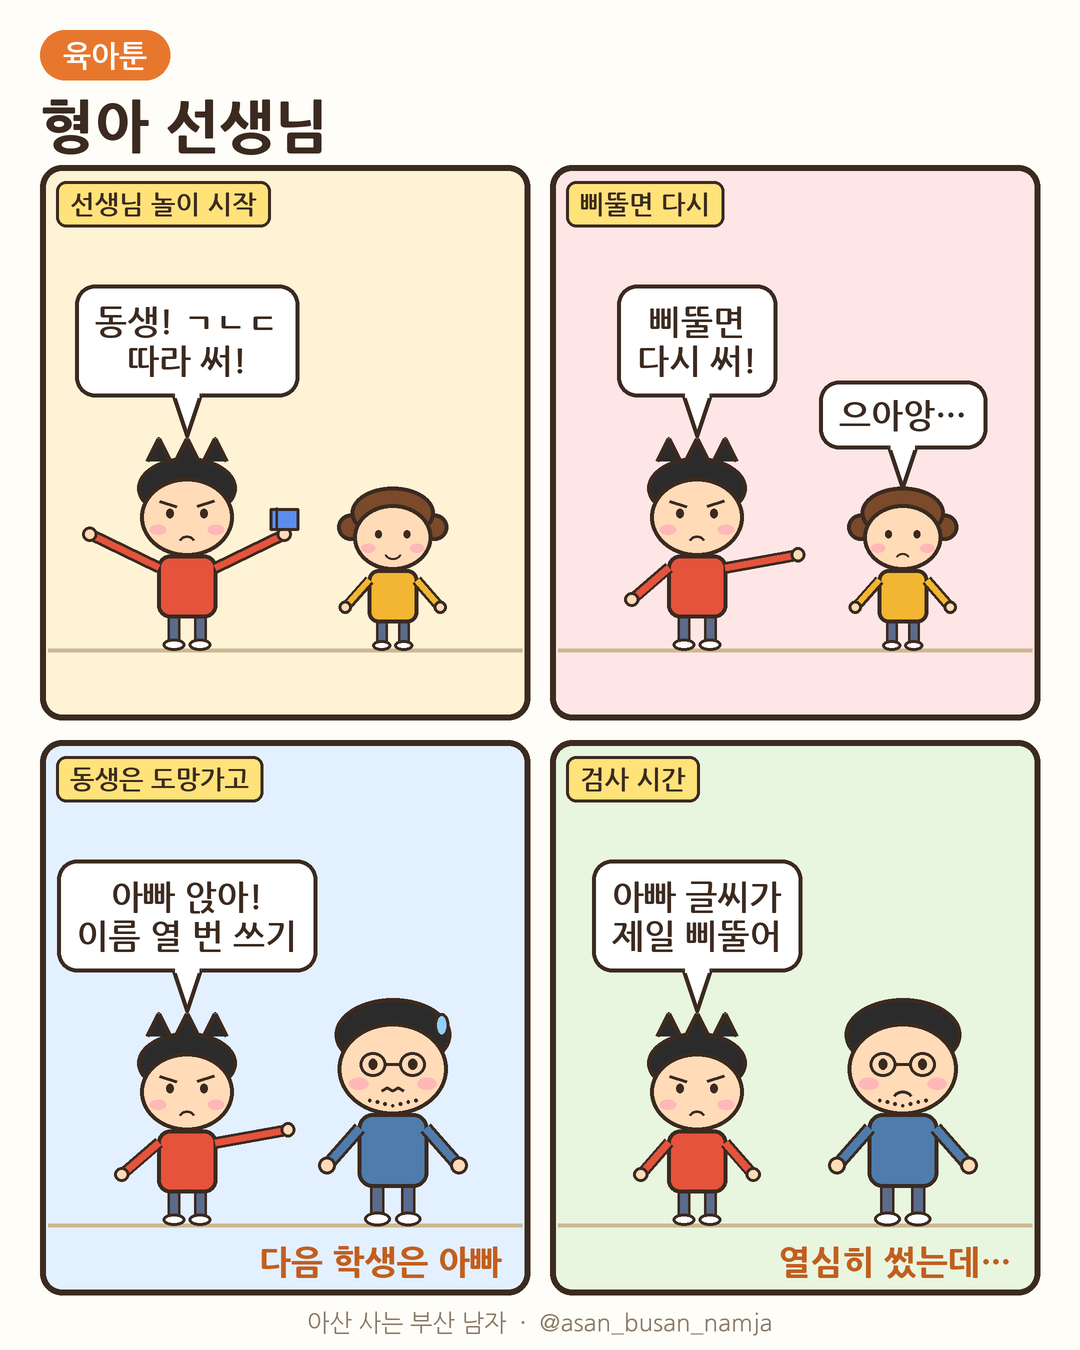 육아툰
형아 선생님
선생님 놀이 시작
동생! ㄱㄴㄷ
따라 써!
삐뚤면 다시
삐뚤면
다시 써!
으아앙…
동생은 도망가고
아빠 앉아!
이름 열 번 쓰기
다음 학생은 아빠
검사 시간
아빠 글씨가
제일 삐뚤어
열심히 썼는데…
아산 사는 부산 남자 · @asan_busan_namja